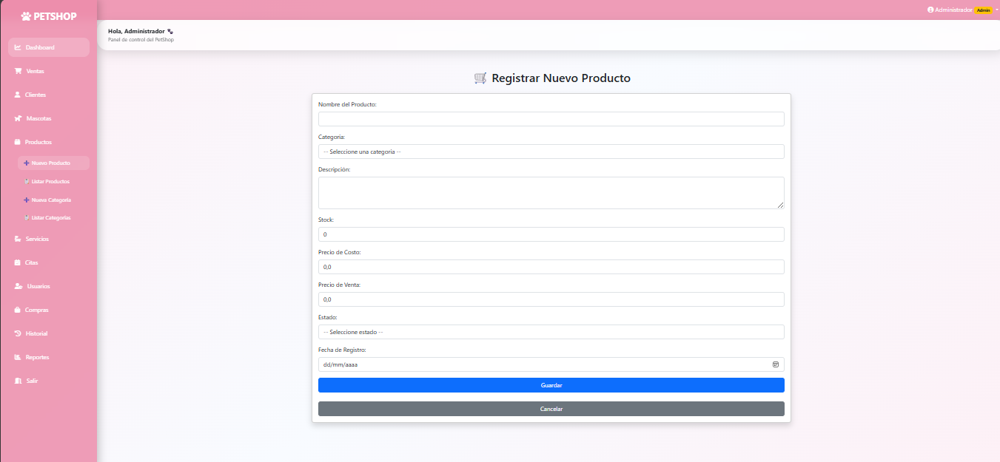 PETSHOP
Administrador Admin
Hola, Administrador
Panel de control del PetShop
Dashboard
Ventas
Clientes
Mascotas
Productos
Nuevo Producto
Listar Productos
Nueva Categoría
Listar Categorías
Servicios
Citas
Usuarios
Compras
Historial
Reportes
Salir
Registrar Nuevo Producto
Nombre del Producto:
Categoría:
-- Seleccione una categoría --
Descripción:
Stock:
0
Precio de Costo:
0,0
Precio de Venta:
0,0
Estado:
-- Seleccione estado --
Fecha de Registro:
dd/mm/aaaa
Guardar
Cancelar